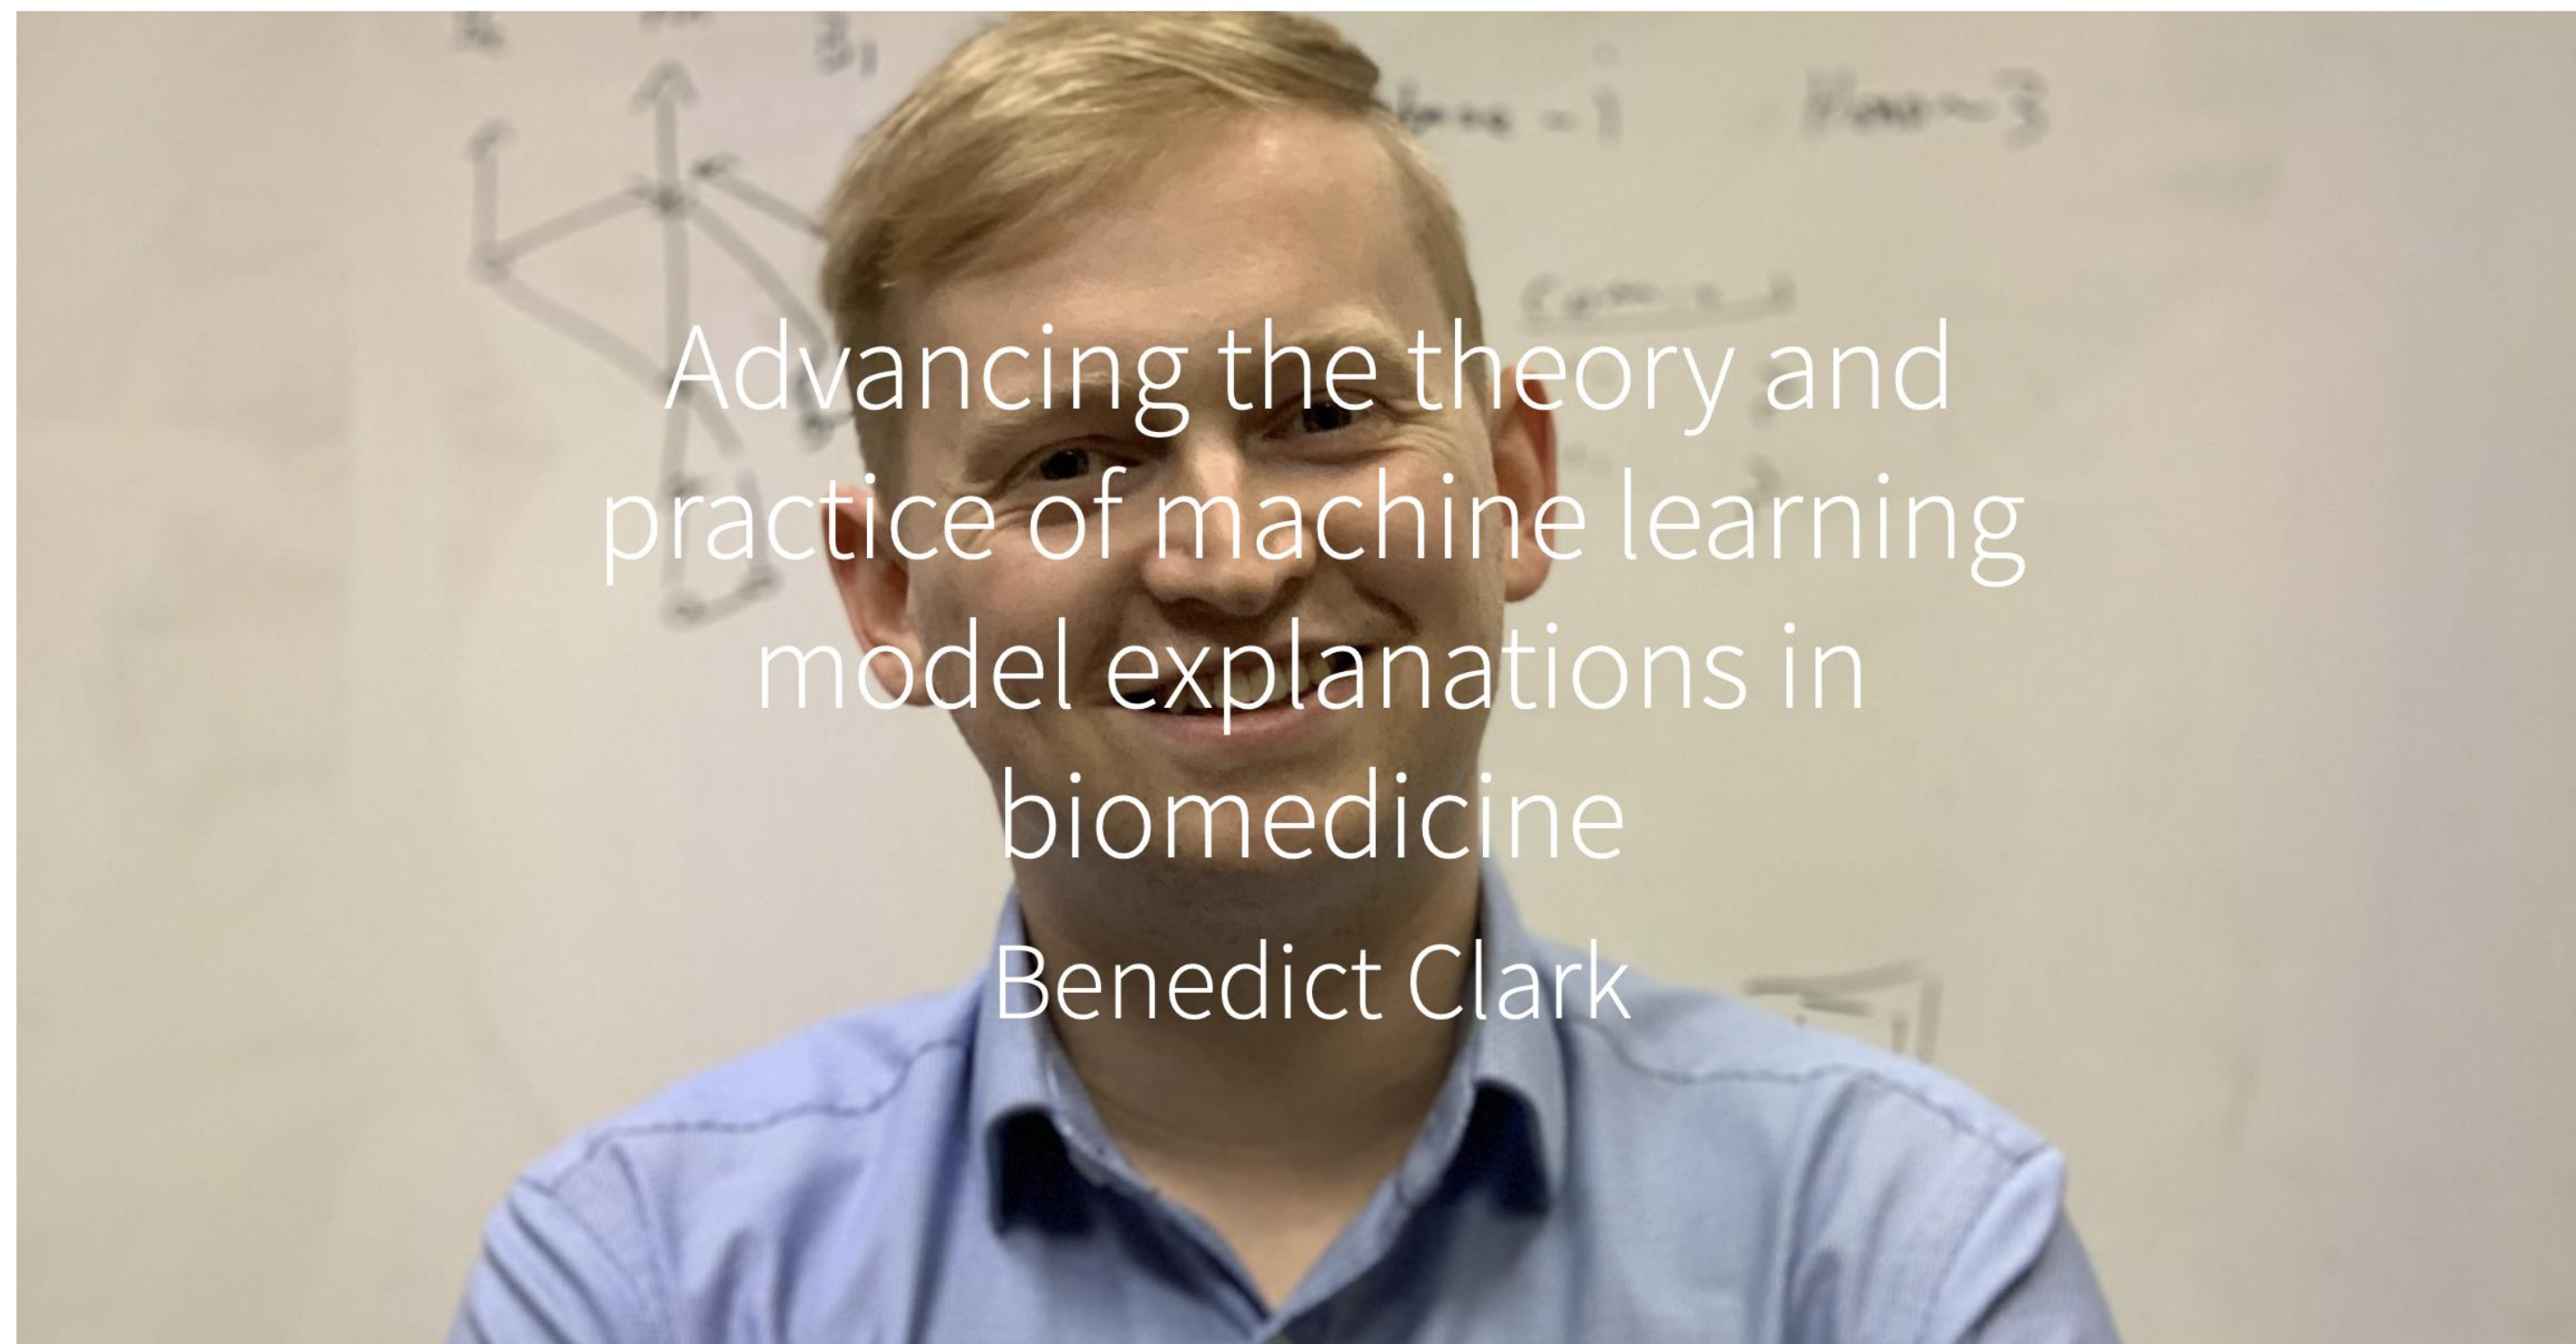 Advancing the theory and
practice of machine learning
model explanations in
biomedicine
Benedict Clark